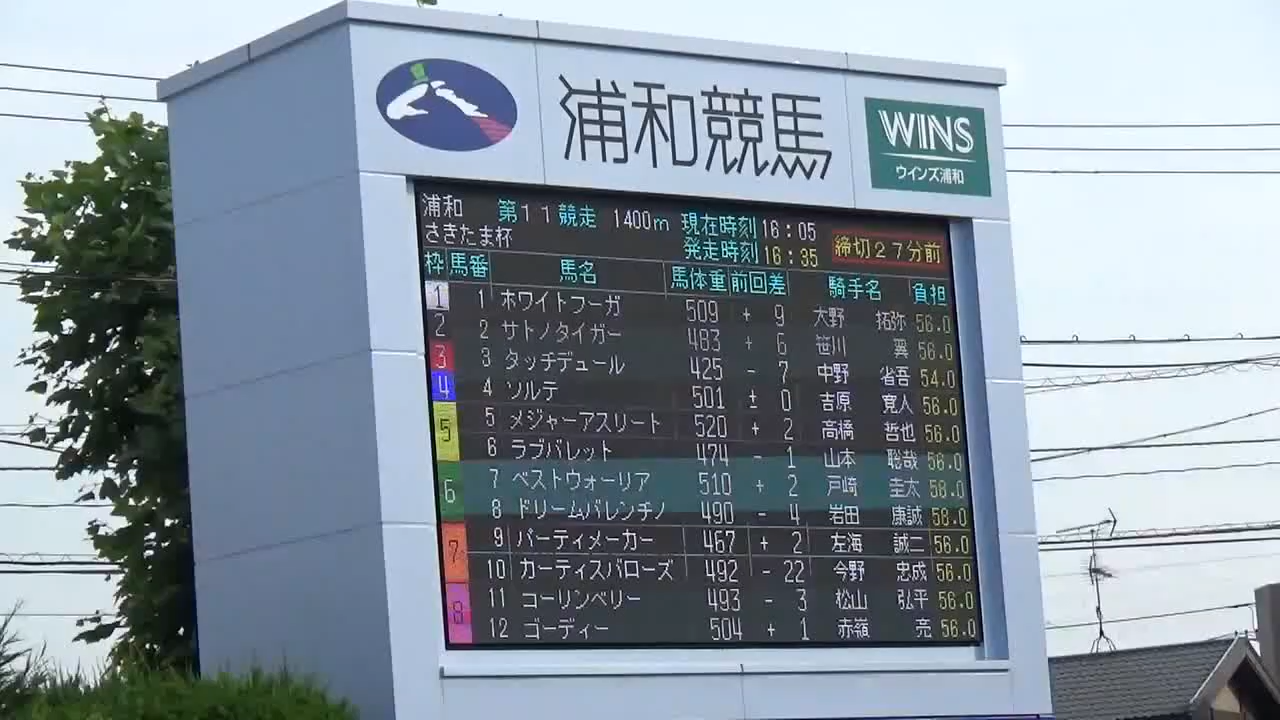 浦和競馬
WINS
ウインズ浦和
浦和 第11競走 1400m 現在時刻 16:05
さきたま杯 発走時刻 16:35 締切27分前
枠 馬番 馬名 馬体重 前回差 騎手名 負担
1 1 ホワイトフーガ 509 + 9 大野 拓弥 56.0
2 2 サトノタイガー 483 + 6 笹川 翼 56.0
3 3 タッチデュール 425 - 7 中野 省吾 54.0
4 4 ソルテ 501 ± 0 吉原 寛人 56.0
5 5 メジャーアスリート 520 + 2 高橋 哲也 56.0
6 ラブバレット 474 - 1 山本 聡哉 56.0
6 7 ベストウォーリア 510 + 2 戸崎 圭太 58.0
8 ドリームバレンチノ 490 - 4 岩田 康誠 58.0
7 9 パーティメーカー 467 + 2 左海 誠二 56.0
10 カーティスバローズ 492 - 22 今野 忠成 56.0
8 11 コーリンベリー 493 - 3 松山 弘平 56.0
12 ゴーディー 504 + 1 赤嶺 亮 56.0